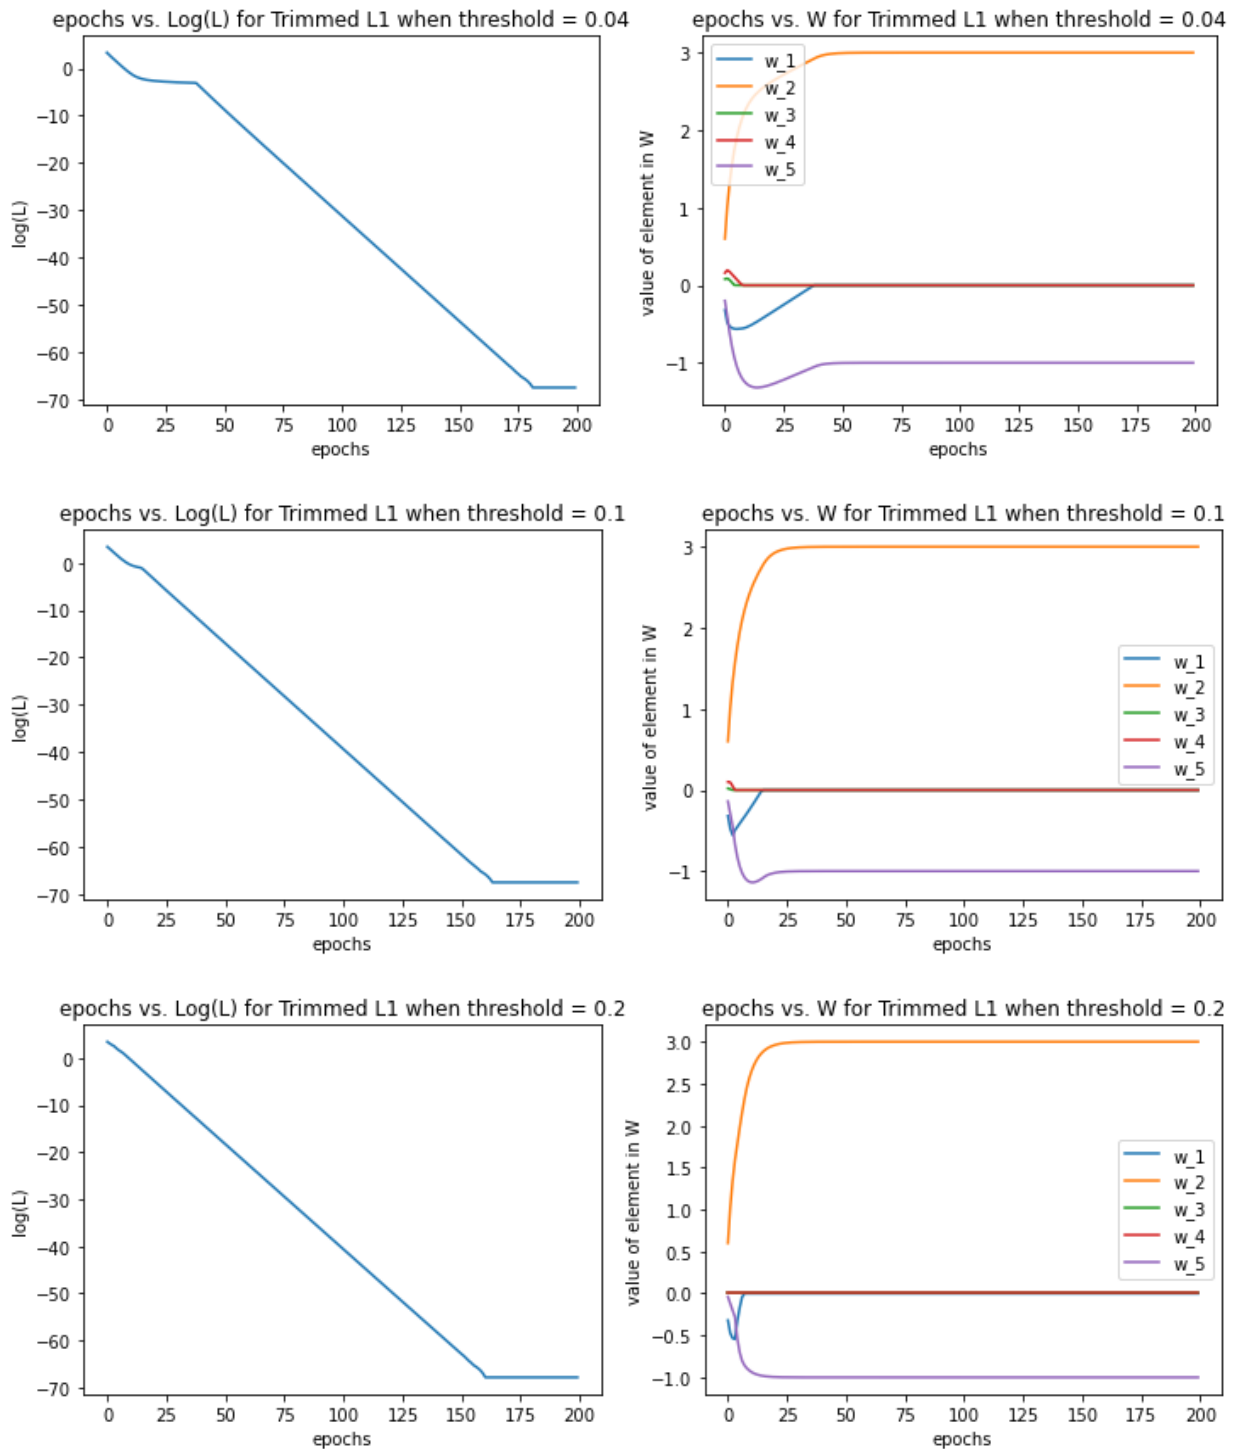 epochs vs. Log(L) for Trimmed L1 when threshold = 0.04
log(L)
0
−10
−20
−30
−40
−50
−60
−70
0 25 50 75 100 125 150 175 200
epochs
epochs vs. W for Trimmed L1 when threshold = 0.04
value of element in W
3
2
1
0
−1
w_1
w_2
w_3
w_4
w_5
0 25 50 75 100 125 150 175 200
epochs
epochs vs. Log(L) for Trimmed L1 when threshold = 0.1
log(L)
0
−10
−20
−30
−40
−50
−60
−70
0 25 50 75 100 125 150 175 200
epochs
epochs vs. W for Trimmed L1 when threshold = 0.1
value of element in W
3
2
1
0
−1
w_1
w_2
w_3
w_4
w_5
0 25 50 75 100 125 150 175 200
epochs
epochs vs. Log(L) for Trimmed L1 when threshold = 0.2
log(L)
0
−10
−20
−30
−40
−50
−60
−70
0 25 50 75 100 125 150 175 200
epochs
epochs vs. W for Trimmed L1 when threshold = 0.2
value of element in W
3.0
2.5
2.0
1.5
1.0
0.5
0.0
−0.5
−1.0
w_1
w_2
w_3
w_4
w_5
0 25 50 75 100 125 150 175 200
epochs